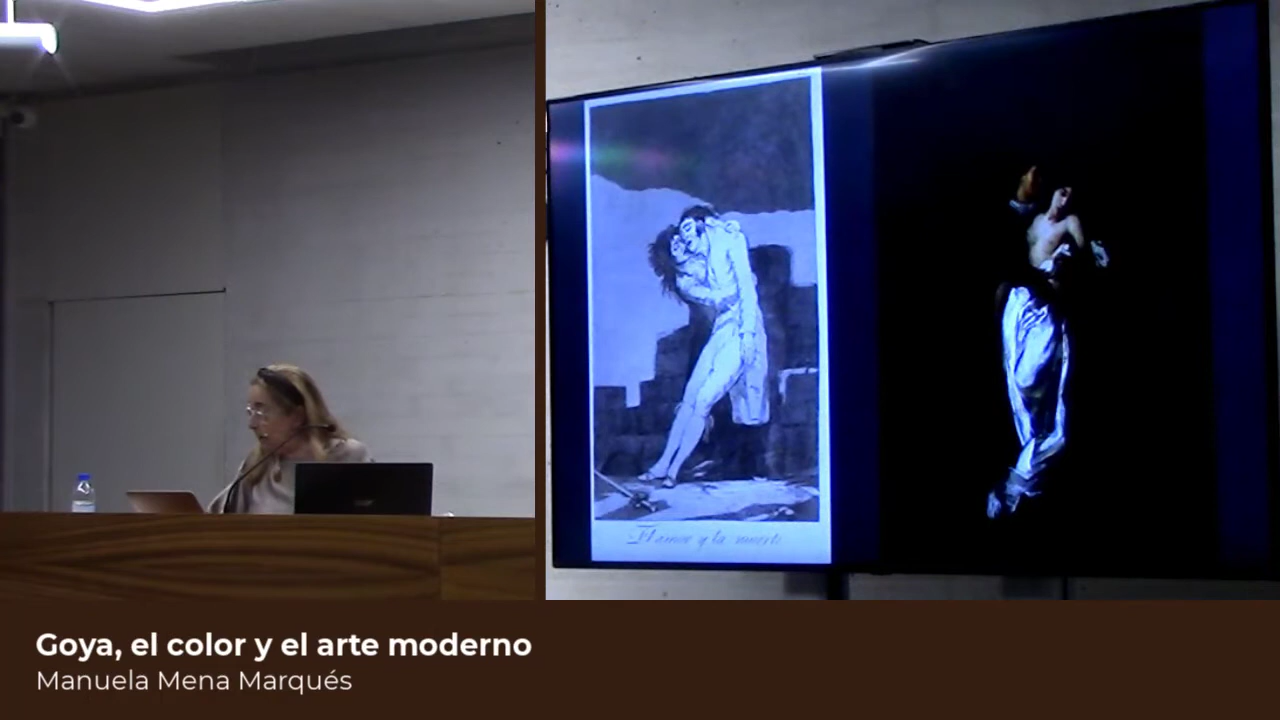 El amor y la muerte
Goya, el color y el arte moderno
Manuela Mena Marqués